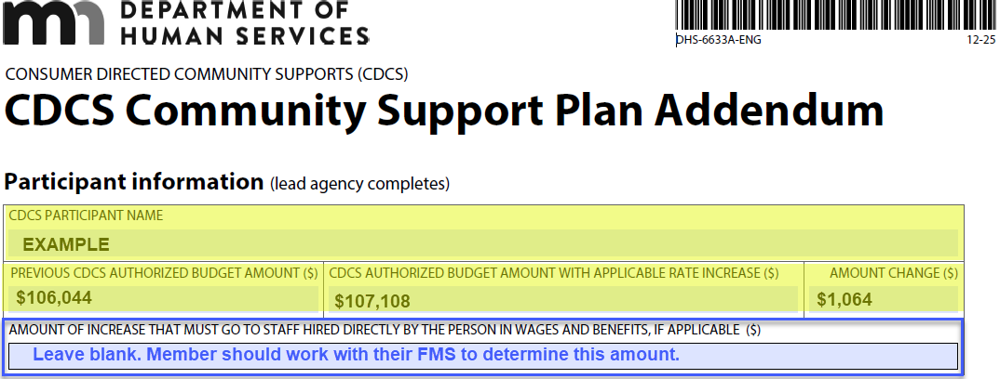 DEPARTMENT OF
HUMAN SERVICES
DHS-6633A-ENG 12-25
CONSUMER DIRECTED COMMUNITY SUPPORTS (CDCS)
CDCS Community Support Plan Addendum
Participant information (lead agency completes)
CDCS PARTICIPANT NAME
EXAMPLE
PREVIOUS CDCS AUTHORIZED BUDGET AMOUNT ($) CDCS AUTHORIZED BUDGET AMOUNT WITH APPLICABLE RATE INCREASE ($) AMOUNT CHANGE ($)
$106,044 $107,108 $1,064
AMOUNT OF INCREASE THAT MUST GO TO STAFF HIRED DIRECTLY BY THE PERSON IN WAGES AND BENEFITS, IF APPLICABLE ($)
Leave blank. Member should work with their FMS to determine this amount.